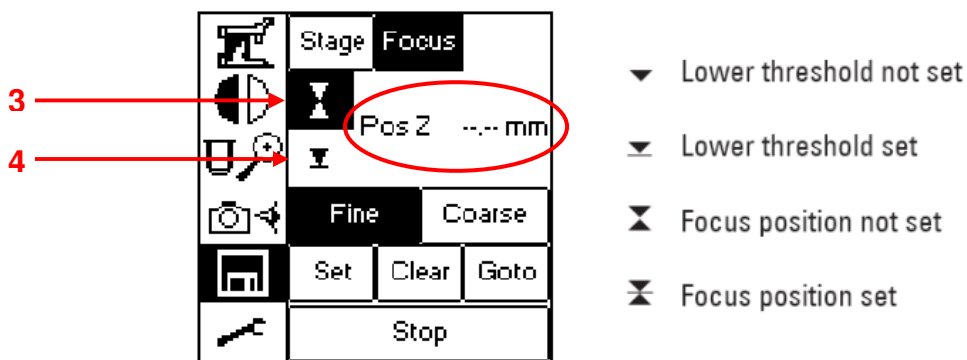 Stage Focus
3
Pos Z --.-- mm
4
Fine Coarse
Set Clear Goto
Stop
Lower threshold not set
Lower threshold set
Focus position not set
Focus position set